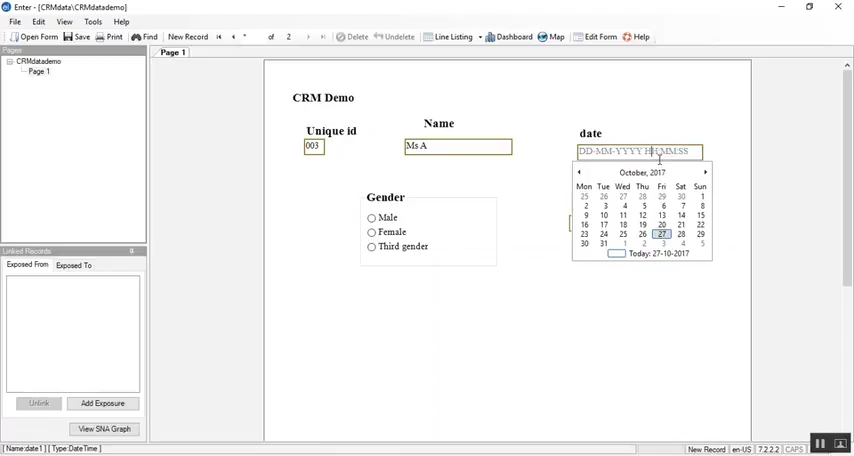 Enter - [CRMdata\CRMdatademo]
File Edit View Tools Help
Open Form Save Print Find New Record * of 2 Delete Undelete Line Listing Dashboard Map Edit Form Help
Pages
Page 1
CRMdatademo
Page 1
CRM Demo
Unique id
Name
date
003
Ms A
DD-MM-YYYY HH:MM:SS
October, 2017
Mon Tue Wed Thu Fri Sat Sun
25 26 27 28 29 30 1
2 3 4 5 6 7 8
9 10 11 12 13 14 15
16 17 18 19 20 21 22
23 24 25 26 27 28 29
30 31 1 2 3 4 5
Today: 27-10-2017
Gender
Male
Female
Third gender
Linked Records
Exposed From Exposed To
Unlink Add Exposure
View SNA Graph
[ Name:date1 ] [ Type:DateTime ]
New Record en-US 7.2.2.2 CAPS